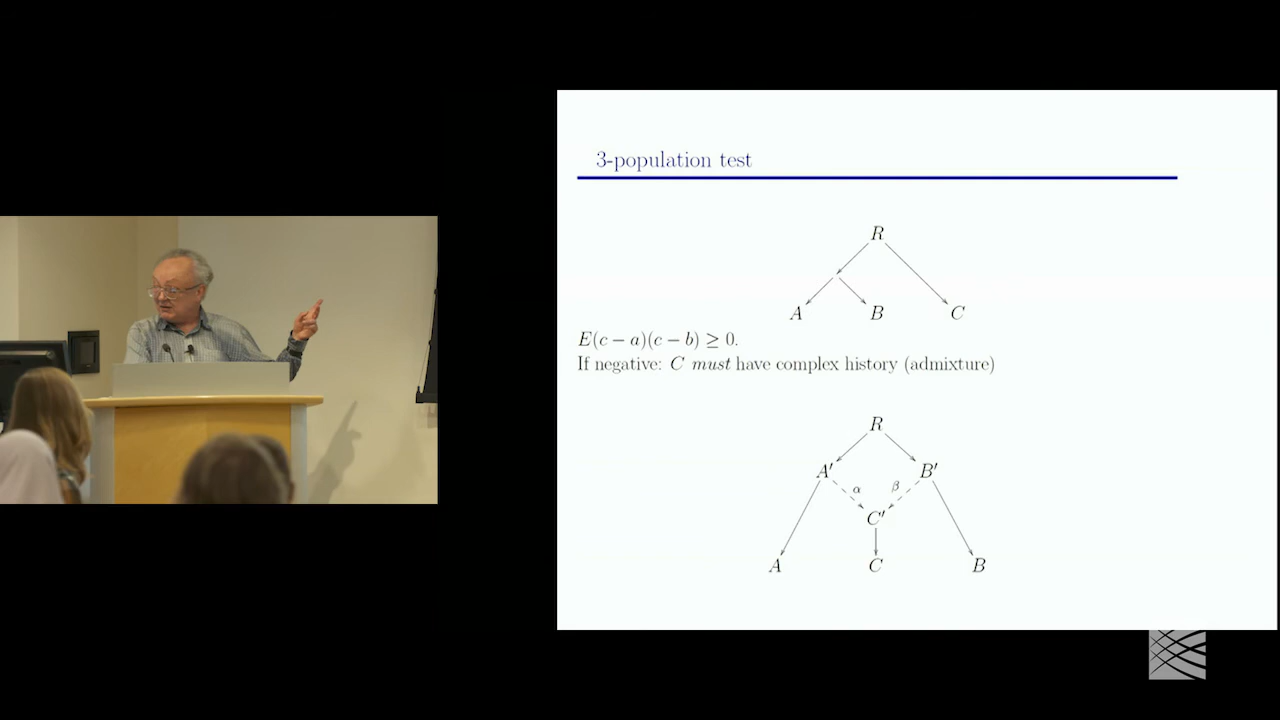 3-population test
R
A B C
E(c − a)(c − b) ≥ 0.
If negative: C must have complex history (admixture)
R
A′ B′
α β
C′
A C B